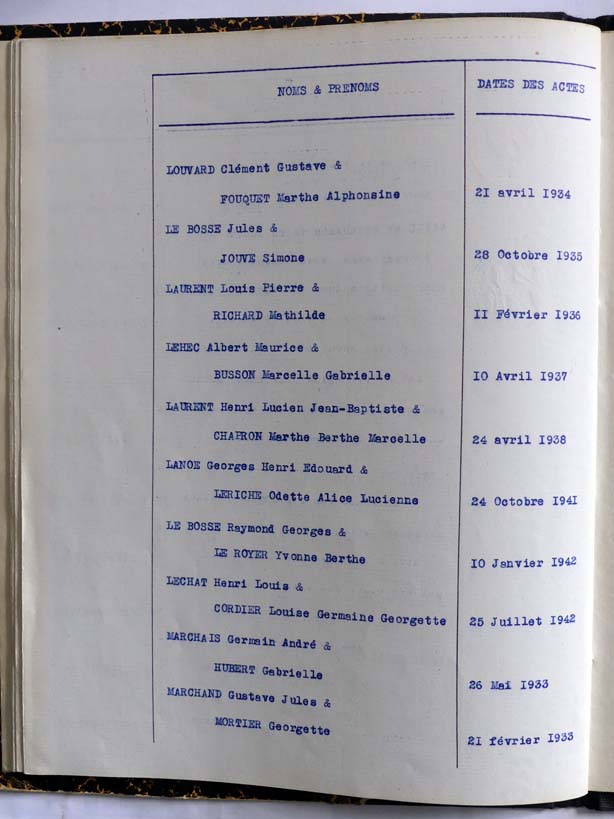 NOMS & PRENOMS
DATES DES ACTES
LOUVARD Clément Gustave &
FOUQUET Marthe Alphonsine
21 avril 1934
LE BOSSE Jules &
JOUVE Simone
28 Octobre 1935
LAURENT Louis Pierre &
RICHARD Mathilde
II Février 1936
LEHEC Albert Maurice &
BUSSON Marcelle Gabrielle
10 Avril 1937
LAURENT Henri Lucien Jean-Baptiste &
CHAPRON Marthe Berthe Marcelle
24 avril 1938
LANOE Georges Henri Edouard &
LERICHE Odette Alice Lucienne
24 Octobre 1941
LE BOSSE Raymond Georges &
LE ROYER Yvonne Berthe
10 Janvier 1942
LECHAT Henri Louis &
CORDIER Louise Germaine Georgette
25 Juillet 1942
MARCHAIS Germain André &
HUBERT Gabrielle
26 Mai 1933
MARCHAND Gustave Jules &
MORTIER Georgette
21 février 1933